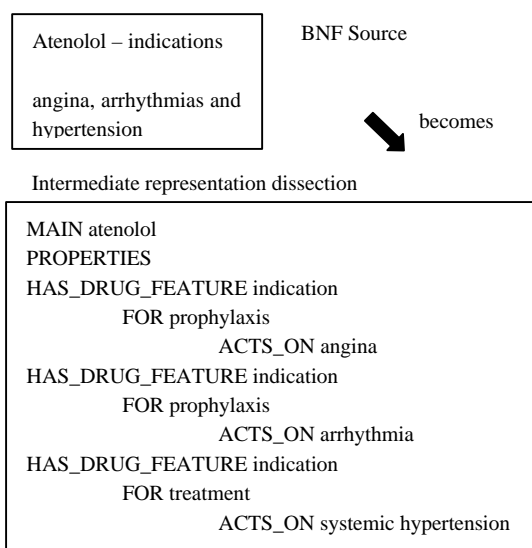 Atenolol – indications
angina, arrhythmias and
hypertension
BNF Source
becomes
Intermediate representation dissection
MAIN atenolol
PROPERTIES
HAS_DRUG_FEATURE indication
FOR prophylaxis
ACTS_ON angina
HAS_DRUG_FEATURE indication
FOR prophylaxis
ACTS_ON arrhythmia
HAS_DRUG_FEATURE indication
FOR treatment
ACTS_ON systemic hypertension